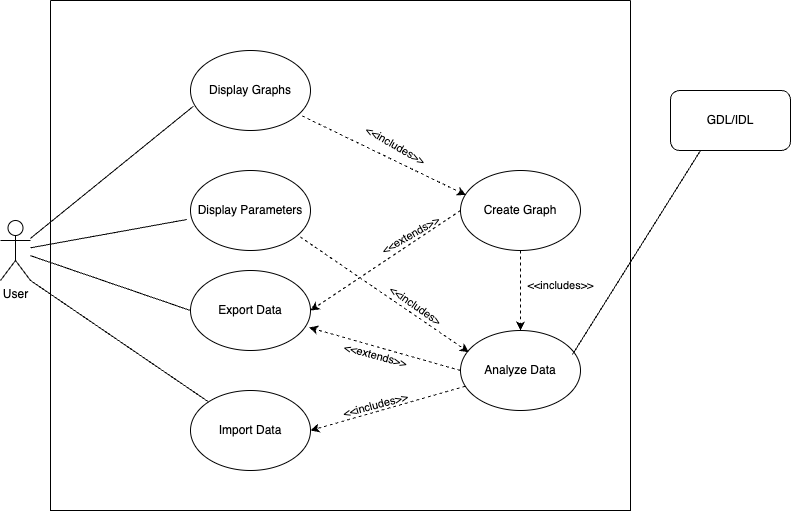 Display Graphs
GDL/IDL
<<includes>>
Display Parameters
Create Graph
<<extends>>
User
<<includes>>
Export Data
<<includes>>
<<extends>>
Analyze Data
<<includes>>
Import Data